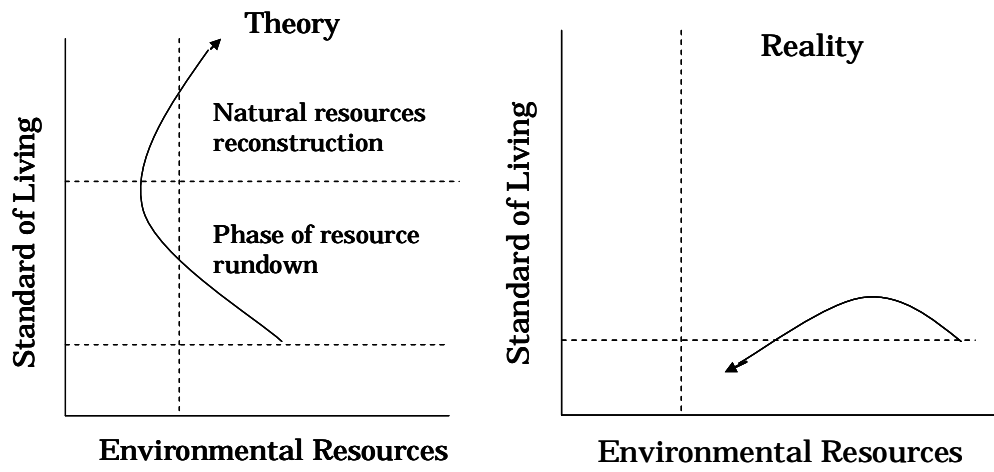 Theory
Natural resources
reconstruction
Phase of resource
rundown
Standard of Living
Environmental Resources
Reality
Standard of Living
Environmental Resources